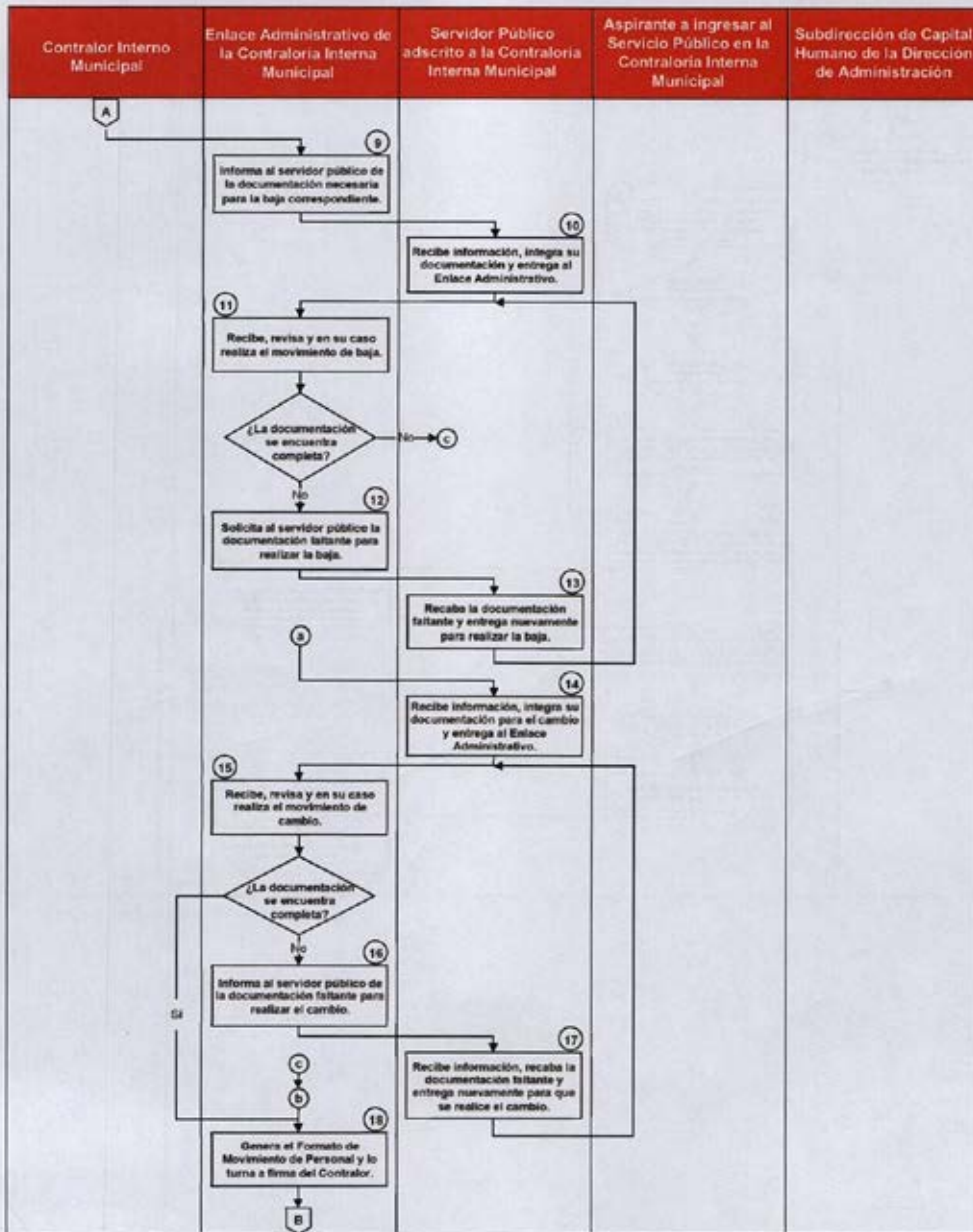 Contralor Interno
Municipal
Enlace Administrativo de
la Contraloría Interna
Municipal
Servidor Público
adscrito a la Contraloría
Interna Municipal
Aspirante a ingresar al
Servicio Público en la
Contraloría Interna
Municipal
Subdirección de Capital
Humano de la Dirección
de Administración
A
9
Informa al servidor público de
la documentación necesaria
para la baja correspondiente.
10
Recibe información, integra su
documentación y entrega al
Enlace Administrativo.
11
Recibe, revisa y en su caso
realiza el movimiento de baja.
¿La documentación
se encuentra
completa?
No
c
No
12
Solicita al servidor público la
documentación faltante para
realizar la baja.
13
Recaba la documentación
faltante y entrega nuevamente
para realizar la baja.
a
14
Recibe información, integra su
documentación para el cambio
y entrega al Enlace
Administrativo.
15
Recibe, revisa y en su caso
realiza el movimiento de
cambio.
¿La documentación
se encuentra
completa?
No
16
Informa al servidor público de
la documentación faltante para
realizar el cambio.
Si
17
Recibe información, recaba la
documentación faltante y
entrega nuevamente para que
se realice el cambio.
c
b
18
Genera el Formato de
Movimiento de Personal y lo
turna a firma del Contralor.
B